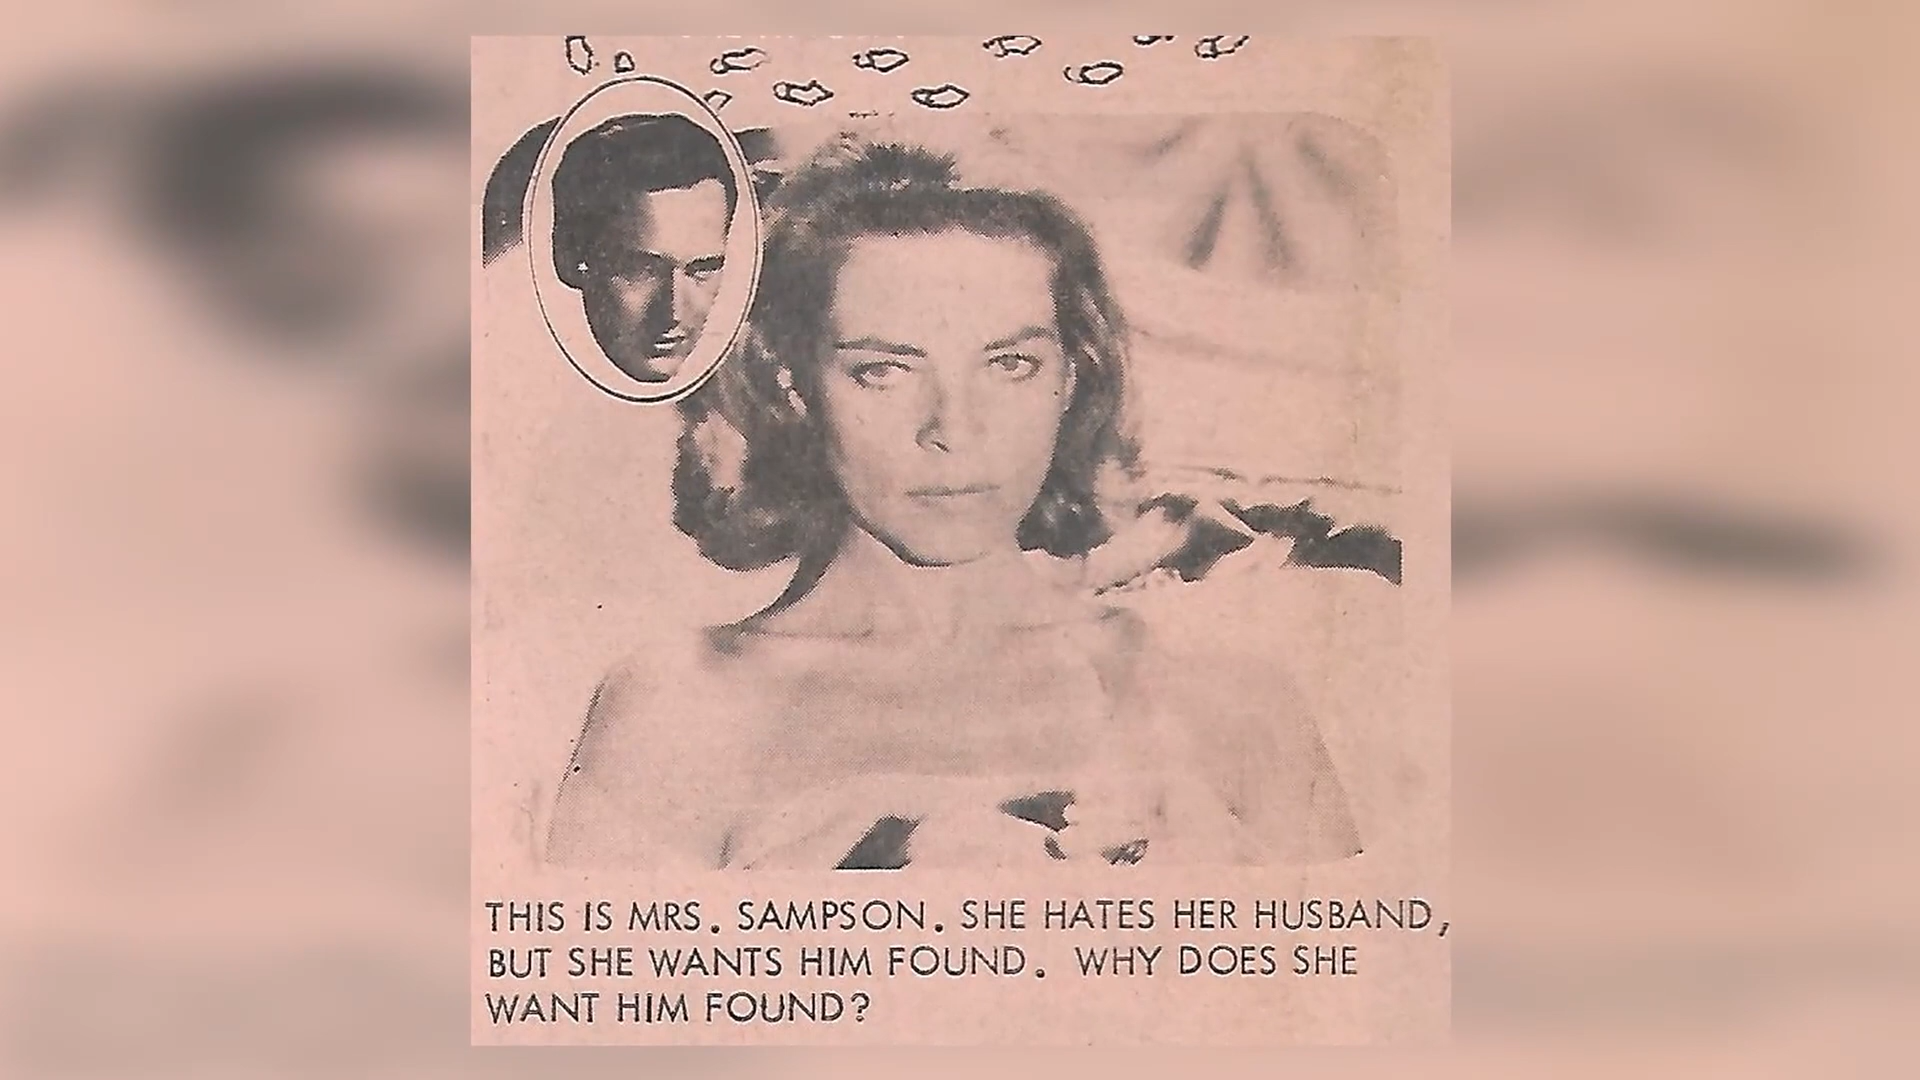 THIS IS MRS. SAMPSON. SHE HATES HER HUSBAND,
BUT SHE WANTS HIM FOUND. WHY DOES SHE
WANT HIM FOUND?